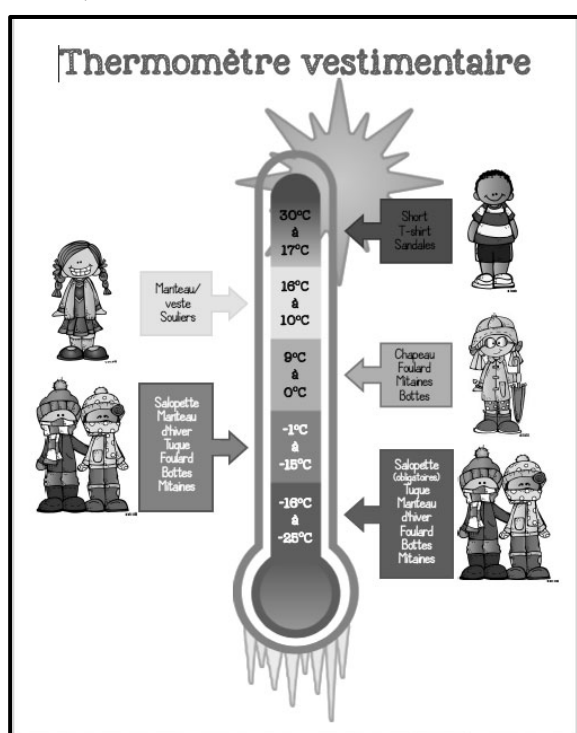 Thermomètre vestimentaire
30°C
à
17°C
Short
T-shirt
Sandales
16°C
à
10°C
Manteau/
veste
Souliers
9°C
à
0°C
Chapeau
Foulard
Mitaines
Bottes
-1°C
à
-15°C
Salopette
Manteau
d'hiver
Tuque
Foulard
Bottes
Mitaines
-16°C
à
-25°C
Salopette
(obligatoires)
Tuque
Manteau
d'hiver
Foulard
Bottes
Mitaines